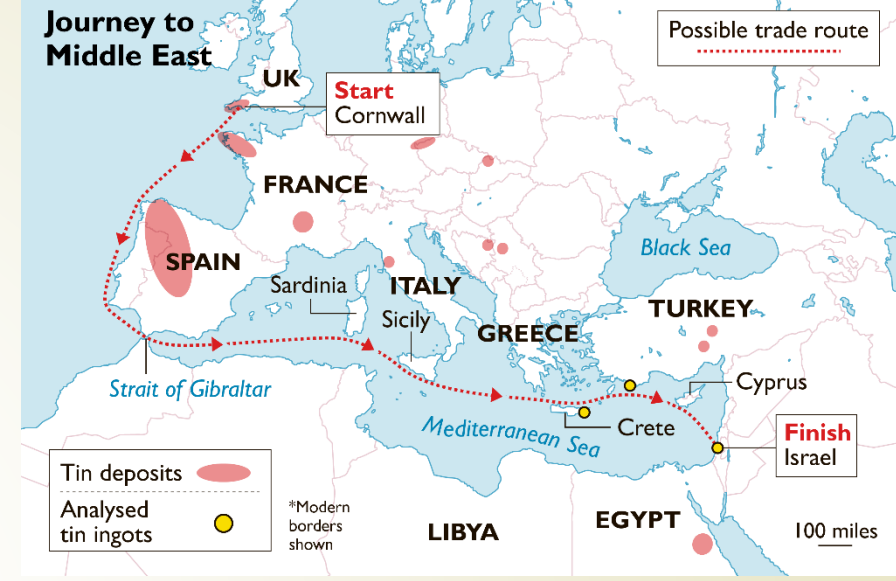 Journey to
Middle East
Possible trade route
UK
Start
Cornwall
FRANCE
SPAIN
Sardinia
ITALY
Sicily
Black Sea
TURKEY
GREECE
Strait of Gibraltar
Cyprus
Crete
Mediterranean Sea
Finish
Israel
Tin deposits
Analysed
tin ingots
*Modern
borders
shown
LIBYA
EGYPT
100 miles